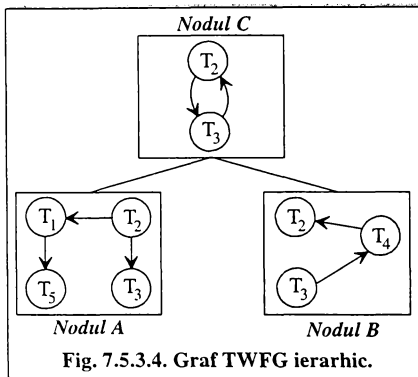 Nodul C
T2
T3
T1 T2
T5 T3
Nodul A
T2
T4
T3
Nodul B
Fig. 7.5.3.4. Graf TWFG ierarhic.